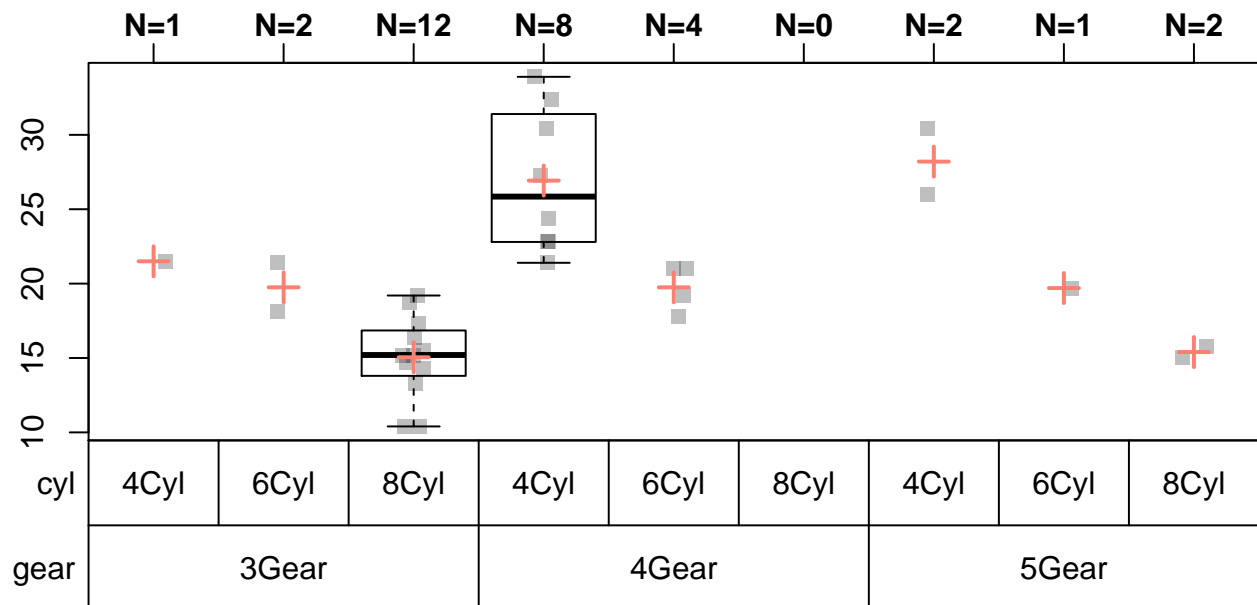 N=1 N=2 N=12 N=8 N=4 N=0 N=2 N=1 N=2
30
25
20
15
10
cyl 4Cyl 6Cyl 8Cyl 4Cyl 6Cyl 8Cyl 4Cyl 6Cyl 8Cyl
gear 3Gear 4Gear 5Gear